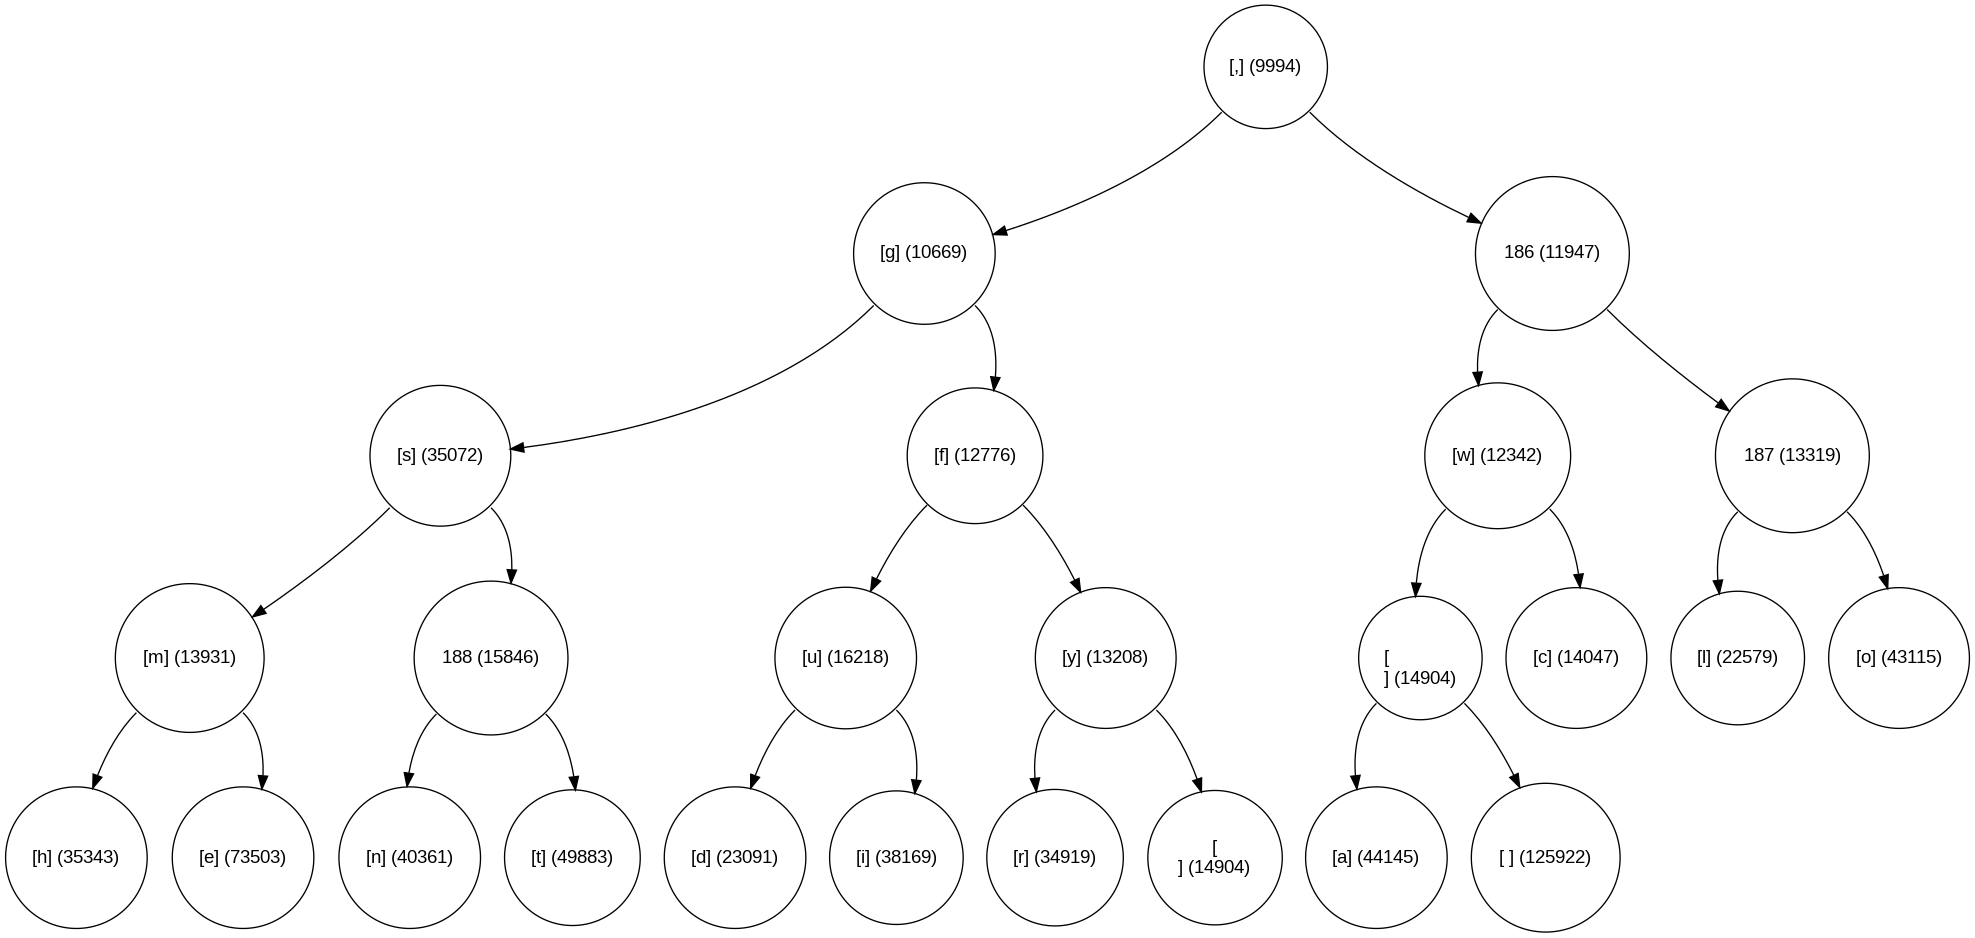 [,] (9994)
[g] (10669)
186 (11947)
[s] (35072)
[f] (12776)
[w] (12342)
187 (13319)
[m] (13931)
188 (15846)
[u] (16218)
[y] (13208)
[
] (14904)
[c] (14047)
[l] (22579)
[o] (43115)
[h] (35343)
[e] (73503)
[n] (40361)
[t] (49883)
[d] (23091)
[i] (38169)
[r] (34919)
[
] (14904)
[a] (44145)
[ ] (125922)